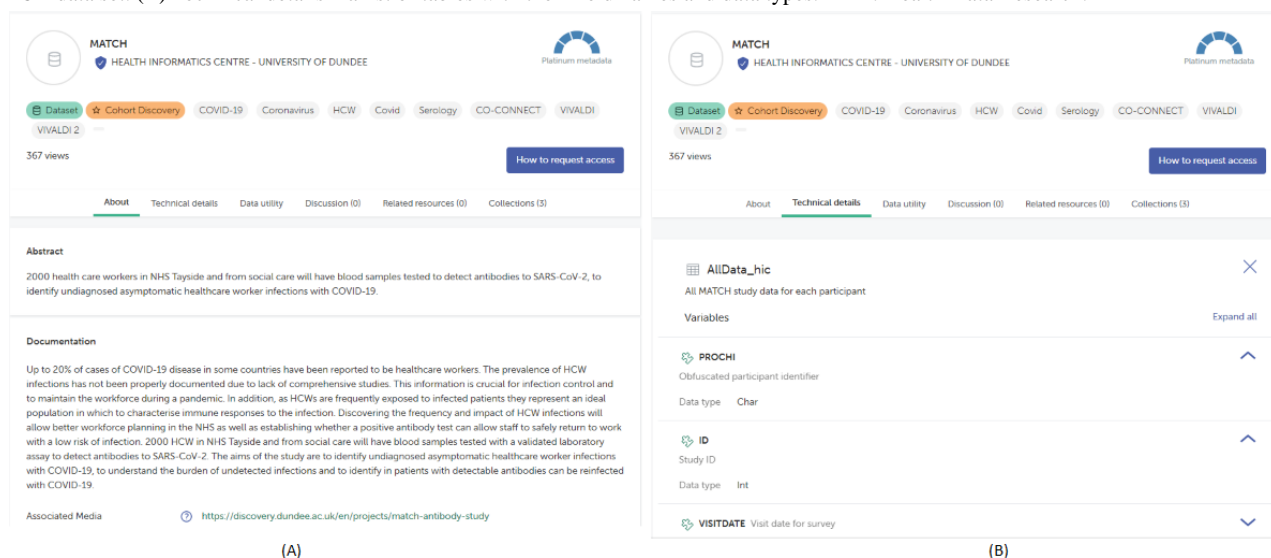 MATCH
HEALTH INFORMATICS CENTRE - UNIVERSITY OF DUNDEE
Platinum metadata
Dataset Cohort Discovery COVID-19 Coronavirus HCW Covid Serology CO-CONNECT VIVALDI
VIVALDI 2
367 views
How to request access
About Technical details Data utility Discussion (0) Related resources (0) Collections (3)
Abstract
2000 health care workers in NHS Tayside and from social care will have blood samples tested to detect antibodies to SARS-CoV-2, to
identify undiagnosed asymptomatic healthcare worker infections with COVID-19.
Documentation
Up to 20% of cases of COVID-19 disease in some countries have been reported to be healthcare workers. The prevalence of HCW
infections has not been properly documented due to lack of comprehensive studies. This information is crucial for infection control and
to maintain the workforce during a pandemic. In addition, as HCWs are frequently exposed to infected patients they represent an ideal
population in which to characterise immune responses to the infection. Discovering the frequency and impact of HCW infections will
allow better workforce planning in the NHS as well as establishing whether a positive antibody test can allow staff to safely return to work
with a low risk of infection. 2000 HCW in NHS Tayside and from social care will have blood samples tested with a validated laboratory
assay to detect antibodies to SARS-CoV-2. The aims of the study are to identify undiagnosed asymptomatic healthcare worker infections
with COVID-19, to understand the burden of undetected infections and to identify in patients with detectable antibodies can be reinfected
with COVID-19.
Associated Media https://discovery.dundee.ac.uk/en/projects/match-antibody-study
(A)
MATCH
HEALTH INFORMATICS CENTRE - UNIVERSITY OF DUNDEE
Platinum metadata
Dataset Cohort Discovery COVID-19 Coronavirus HCW Covid Serology CO-CONNECT VIVALDI
VIVALDI 2
367 views
How to request access
About Technical details Data utility Discussion (0) Related resources (0) Collections (3)
AllData_hic
All MATCH study data for each participant
Variables Expand all
PROCHI
Obfuscated participant identifier
Data type Char
ID
Study ID
Data type Int
VISITDATE Visit date for survey
(B)